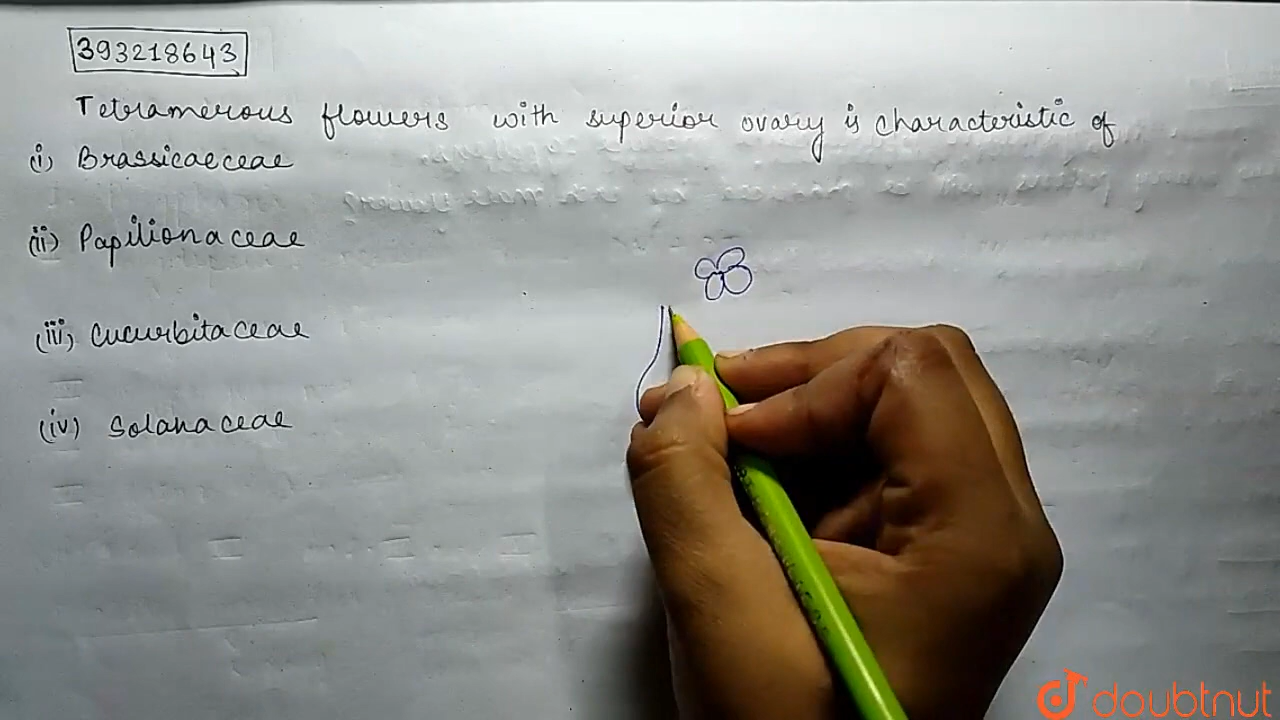 393218643
Tetramerous flowers with superior ovary is characteristic of
(i) Brassicaeceae
(ii) Papilionaceae
(iii) Cucurbitaceae
(iv) Solanaceae
doubtnut